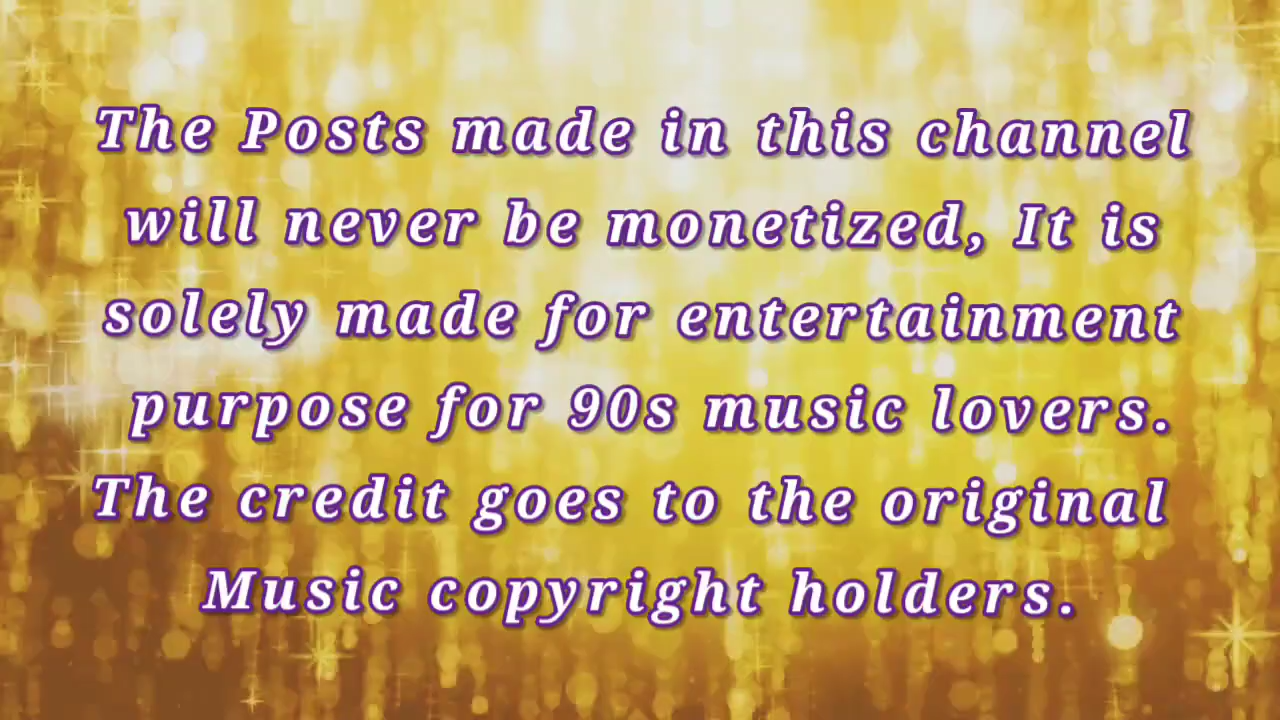 The Posts made in this channel
will never be monetized, It is
solely made for entertainment
purpose for 90s music lovers.
The credit goes to the original
Music copyright holders.